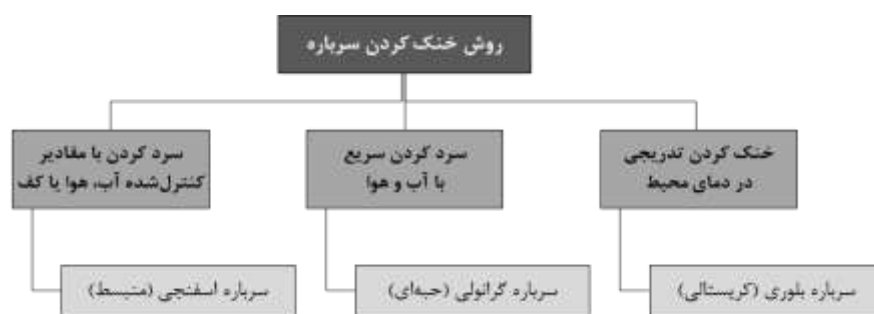 روش خنک کردن سرباره
خنک کردن تدریجی
در دمای محیط
سرد کردن سریع
با آب و هوا
سرد کردن با مقادیر
کنترل‌شده آب، هوا یا کف
سرباره بلوری (کریستالی)
سرباره گرانولی (حبه‌ای)
سرباره اسفنجی (منبسط)